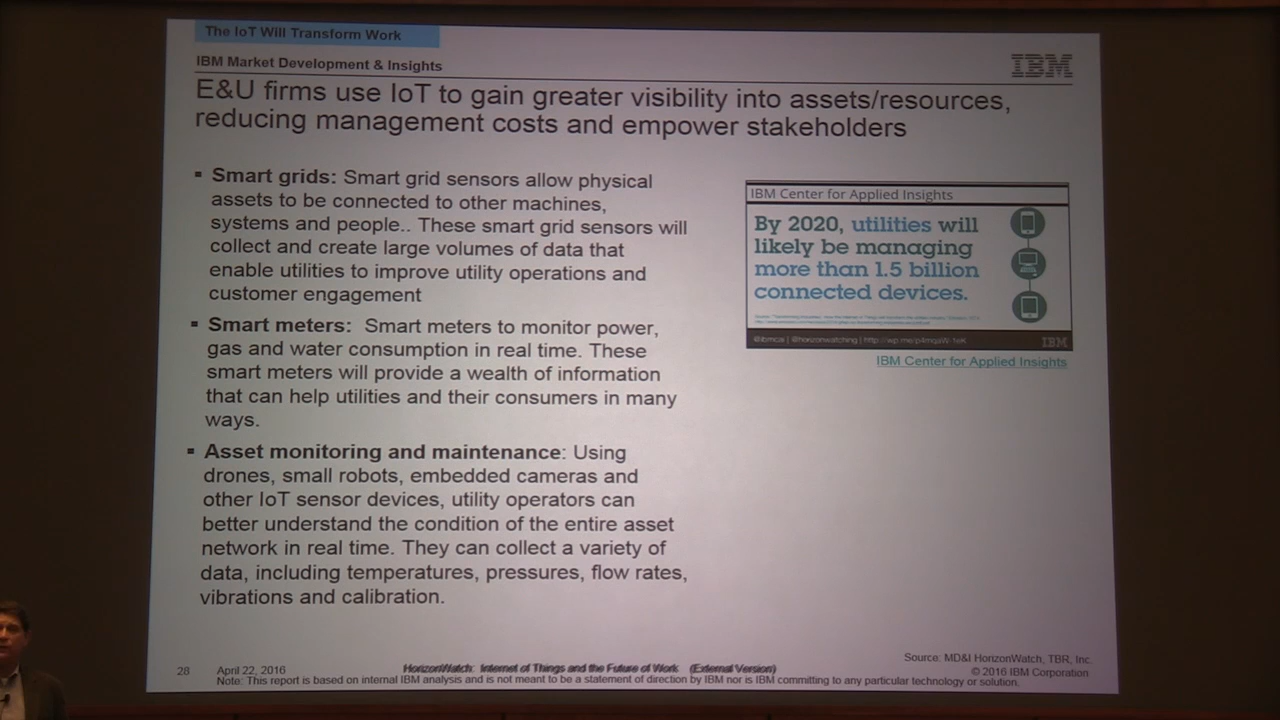 The IoT Will Transform Work
IBM Market Development & Insights
IBM
E&U firms use IoT to gain greater visibility into assets/resources,
reducing management costs and empower stakeholders
▪ Smart grids: Smart grid sensors allow physical
assets to be connected to other machines,
systems and people.. These smart grid sensors will
collect and create large volumes of data that
enable utilities to improve utility operations and
customer engagement
▪ Smart meters: Smart meters to monitor power,
gas and water consumption in real time. These
smart meters will provide a wealth of information
that can help utilities and their consumers in many
ways.
▪ Asset monitoring and maintenance: Using
drones, small robots, embedded cameras and
other IoT sensor devices, utility operators can
better understand the condition of the entire asset
network in real time. They can collect a variety of
data, including temperatures, pressures, flow rates,
vibrations and calibration.
IBM Center for Applied Insights
By 2020, utilities will
likely be managing
more than 1.5 billion
connected devices.
@ibmcai | @horizonwatching |
IBM
IBM Center for Applied Insights
28
April 22, 2016
HorizonWatch: Internet of Things and the Future of Work (External Version)
Source: MD&I HorizonWatch, TBR, Inc.
© 2016 IBM Corporation
Note: This report is based on internal IBM analysis and is not meant to be a statement of direction by IBM nor is IBM committing to any particular technology or solution.